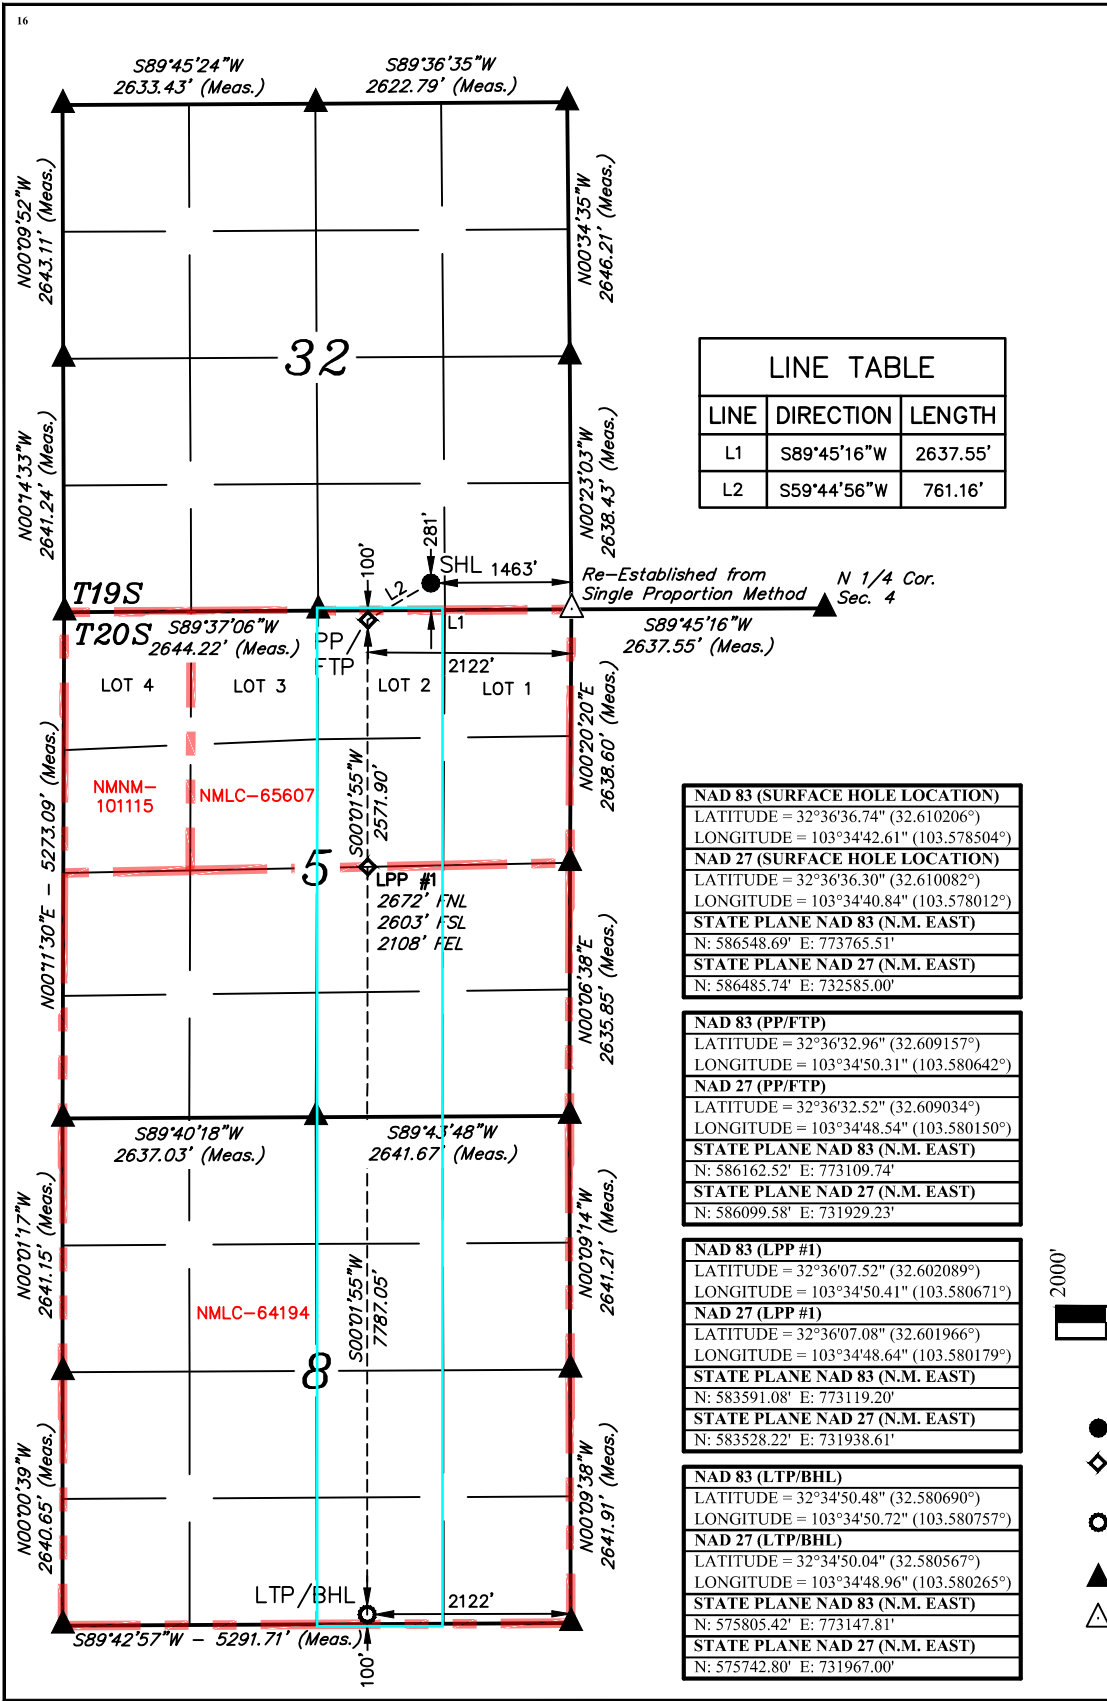 16
S89°45'24"W
2633.43' (Meas.)
S89°36'35"W
2622.79' (Meas.)
N00°09'52"W
2643.11' (Meas.)
N00°34'35"W
2646.21' (Meas.)
32
N00°14'33"W
2641.24' (Meas.)
N00°23'03"W
2638.43' (Meas.)
LINE TABLE
LINE DIRECTION LENGTH
L1 S89°45'16"W 2637.55'
L2 S59°44'56"W 761.16'
100'
281'
SHL 1463'
L2
Re-Established from
Single Proportion Method
N 1/4 Cor.
Sec. 4
T19S
T20S
S89°37'06"W
2644.22' (Meas.)
PP/
FTP
L1
2122'
S89°45'16"W
2637.55' (Meas.)
LOT 4
LOT 3
LOT 2
LOT 1
N00°20'20"E
2638.60' (Meas.)
N00°11'30"E - 5273.09' (Meas.)
NMNM-
101115
NMLC-65607
S00°01'55"W
2571.90'
5
LPP #1
2672' FNL
2603' FSL
2108' FEL
N00°06'38"E
2635.85' (Meas.)
S89°40'18"W
2637.03' (Meas.)
S89°43'48"W
2641.67' (Meas.)
N00°01'17"W
2641.15' (Meas.)
N00°09'14"W
2641.21' (Meas.)
NMLC-64194
S00°01'55"W
7787.05'
8
N00°00'39"W
2640.65' (Meas.)
N00°09'38"W
2641.91' (Meas.)
LTP/BHL
2122'
S89°42'57"W - 5291.71' (Meas.)
100'
NAD 83 (SURFACE HOLE LOCATION)
LATITUDE = 32°36'36.74" (32.610206°)
LONGITUDE = 103°34'42.61" (103.578504°)
NAD 27 (SURFACE HOLE LOCATION)
LATITUDE = 32°36'36.30" (32.610082°)
LONGITUDE = 103°34'40.84" (103.578012°)
STATE PLANE NAD 83 (N.M. EAST)
N: 586548.69' E: 773765.51'
STATE PLANE NAD 27 (N.M. EAST)
N: 586485.74' E: 732585.00'
NAD 83 (PP/FTP)
LATITUDE = 32°36'32.96" (32.609157°)
LONGITUDE = 103°34'50.31" (103.580642°)
NAD 27 (PP/FTP)
LATITUDE = 32°36'32.52" (32.609034°)
LONGITUDE = 103°34'48.54" (103.580150°)
STATE PLANE NAD 83 (N.M. EAST)
N: 586162.52' E: 773109.74'
STATE PLANE NAD 27 (N.M. EAST)
N: 586099.58' E: 731929.23'
NAD 83 (LPP #1)
LATITUDE = 32°36'07.52" (32.602089°)
LONGITUDE = 103°34'50.41" (103.580671°)
NAD 27 (LPP #1)
LATITUDE = 32°36'07.08" (32.601966°)
LONGITUDE = 103°34'48.64" (103.580179°)
STATE PLANE NAD 83 (N.M. EAST)
N: 583591.08' E: 773119.20'
STATE PLANE NAD 27 (N.M. EAST)
N: 583528.22' E: 731938.61'
NAD 83 (LTP/BHL)
LATITUDE = 32°34'50.48" (32.580690°)
LONGITUDE = 103°34'50.72" (103.580757°)
NAD 27 (LTP/BHL)
LATITUDE = 32°34'50.04" (32.580567°)
LONGITUDE = 103°34'48.96" (103.580265°)
STATE PLANE NAD 83 (N.M. EAST)
N: 575805.42' E: 773147.81'
STATE PLANE NAD 27 (N.M. EAST)
N: 575742.80' E: 731967.00'
2000'